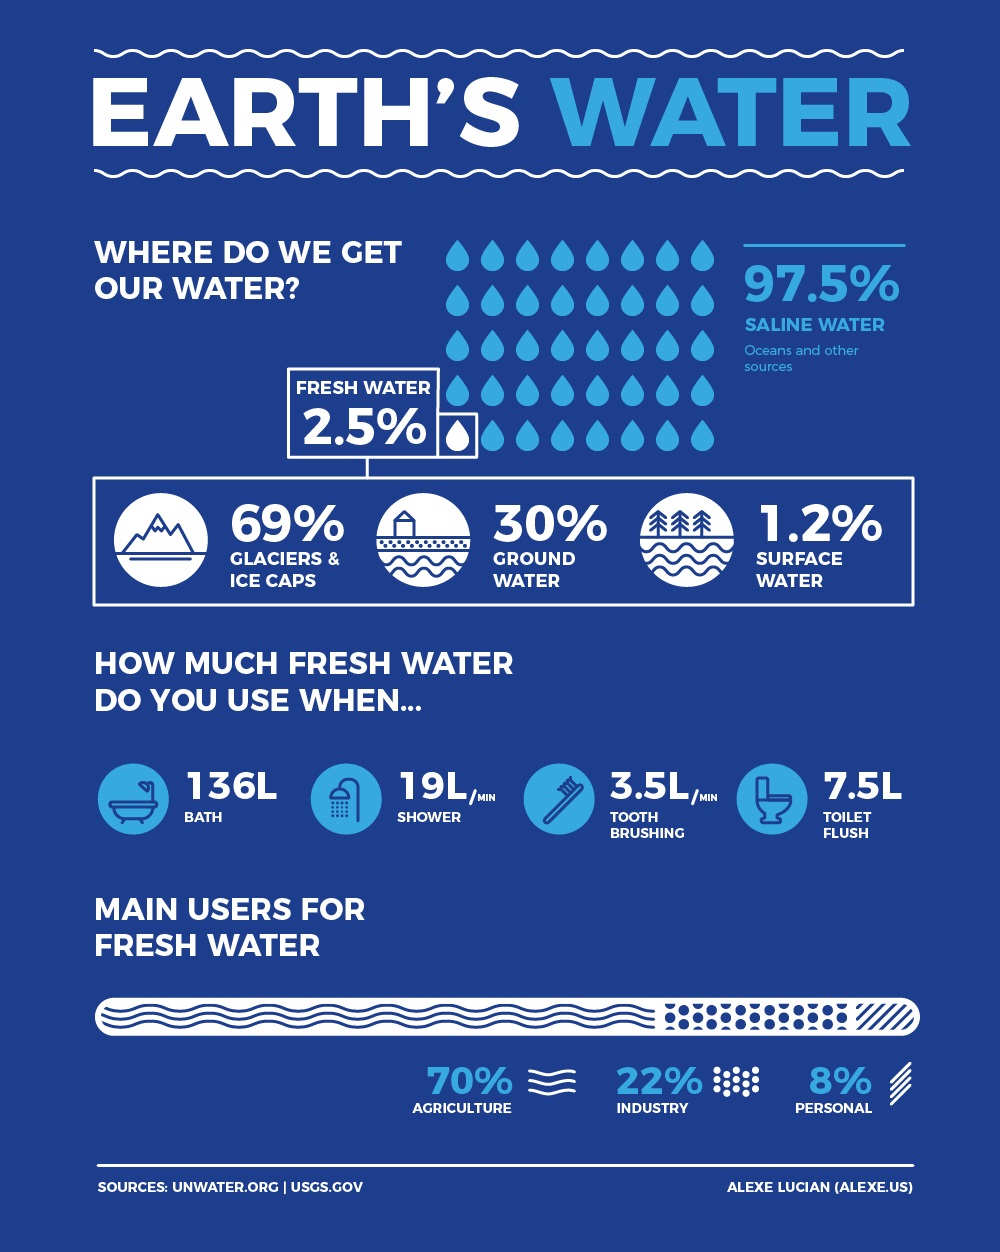 EARTH'S WATER
WHERE DO WE GET
OUR WATER?
97.5%
SALINE WATER
Oceans and other
sources
FRESH WATER
2.5%
69%
GLACIERS &
ICE CAPS
30%
GROUND
WATER
1.2%
SURFACE
WATER
HOW MUCH FRESH WATER
DO YOU USE WHEN...
136L
BATH
19L/MIN
SHOWER
3.5L/MIN
TOOTH
BRUSHING
7.5L
TOILET
FLUSH
MAIN USERS FOR
FRESH WATER
70%
AGRICULTURE
22%
INDUSTRY
8%
PERSONAL
SOURCES: UNWATER.ORG | USGS.GOV
ALEXE LUCIAN (ALEXE.US)